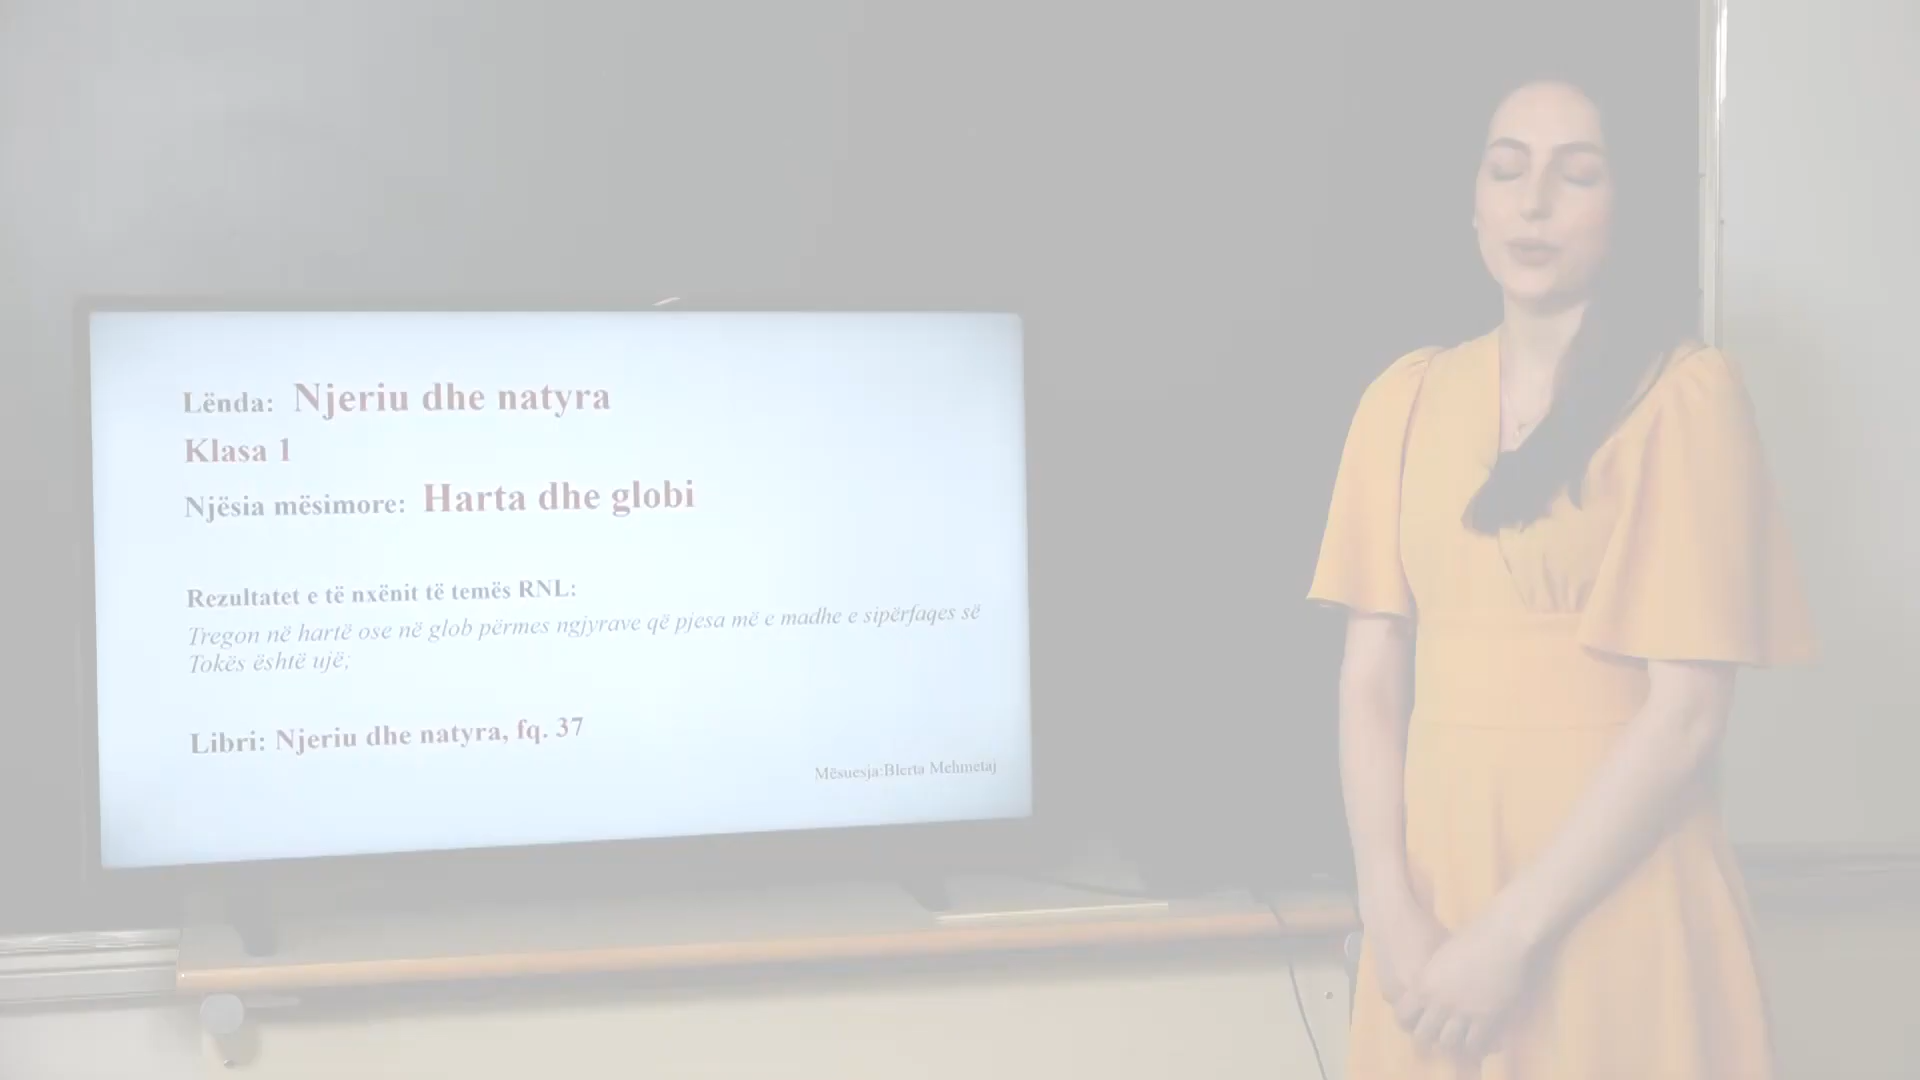 Lënda: Njeriu dhe natyra
Klasa 1
Njësia mësimore: Harta dhe globi
Rezultatet e të nxënit të temës RNL:
Tregon në hartë ose në glob përmes ngjyrave që pjesa më e madhe e sipërfaqes së
Tokës është ujë;
Libri: Njeriu dhe natyra, fq. 37
Mësuesja:Blerta Mehmetaj